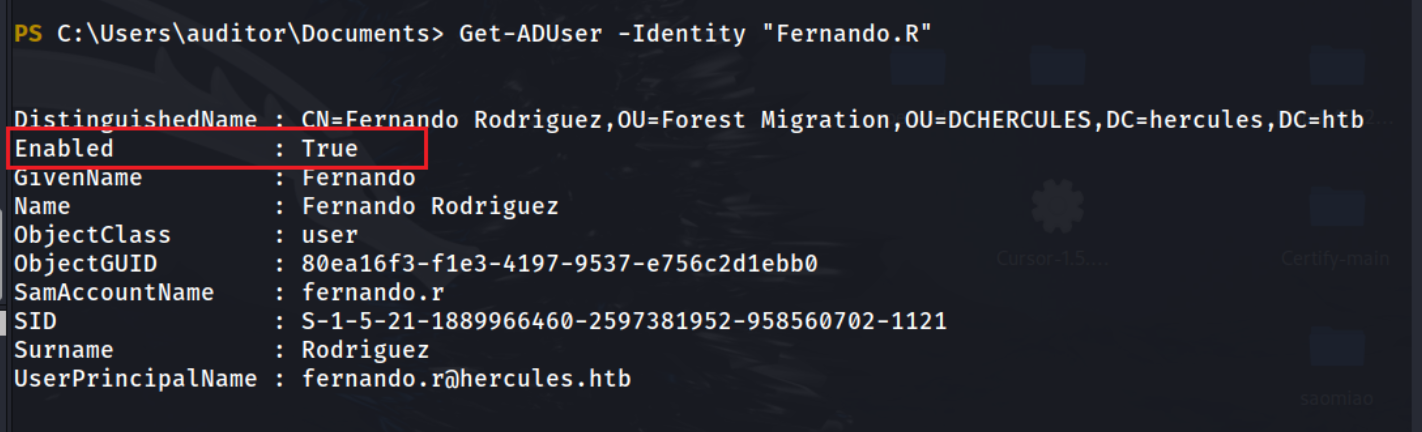 PS C:\Users\auditor\Documents> Get-ADUser -Identity "Fernando.R"
DistinguishedName : CN=Fernando Rodriguez,OU=Forest Migration,OU=DCHERCULES,DC=hercules,DC=htb
Enabled           : True
GivenName         : Fernando
Name              : Fernando Rodriguez
ObjectClass       : user
ObjectGUID        : 80ea16f3-f1e3-4197-9537-e756c2d1ebb0
SamAccountName    : fernando.r
SID               : S-1-5-21-1889966460-2597381952-958560702-1121
Surname           : Rodriguez
UserPrincipalName : fernando.r@hercules.htb
Cursor-1.5....
Certify-main
saomiao